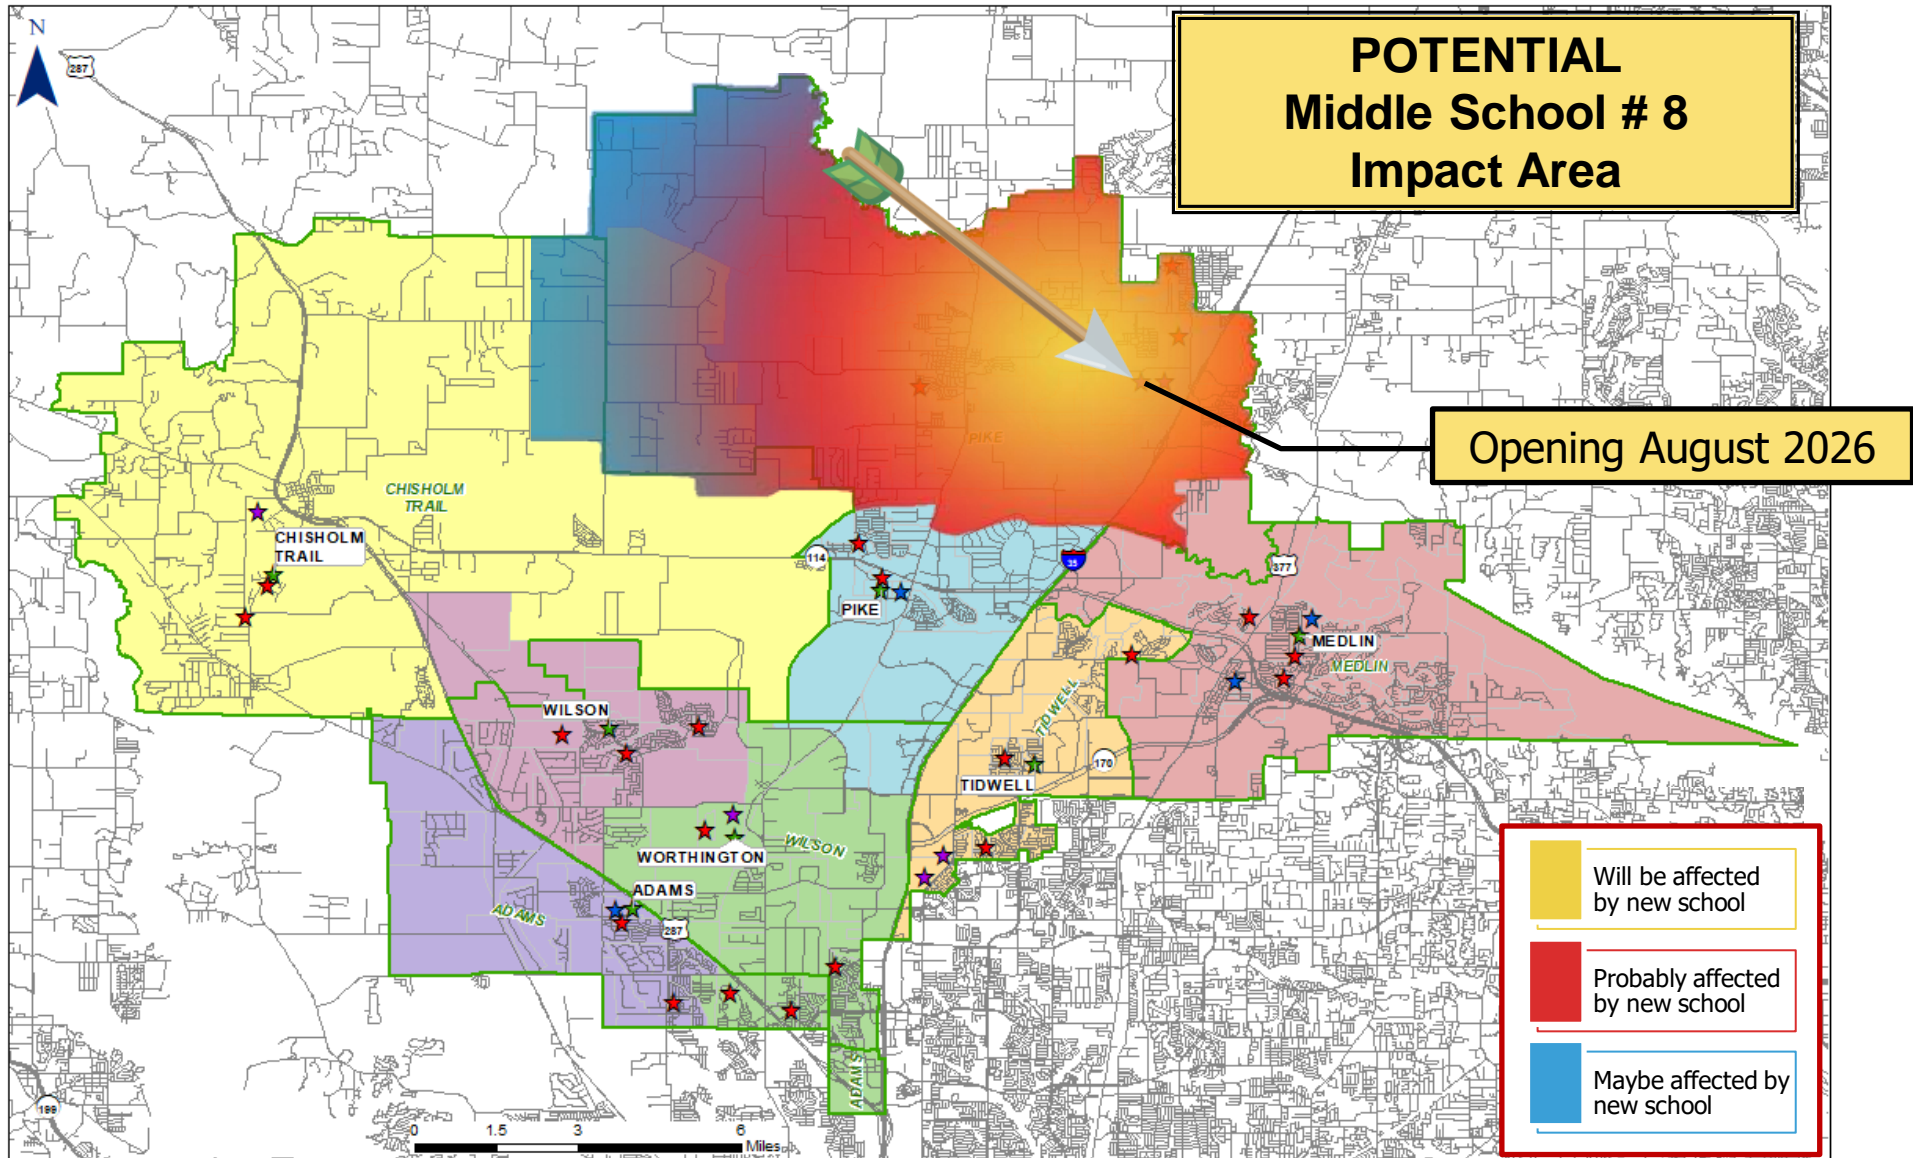 POTENTIAL
Middle School # 8
Impact Area
N
287
Opening August 2026
PIKE
CHISHOLM
TRAIL
CHISHOLM
TRAIL
114
35
377
PIKE
MEDLIN
MEDLIN
WILSON
TIDWELL
170
TIDWELL
WILSON
WORTHINGTON
ADAMS
ADAMS
287
ADAMS
199
0 1.5 3 6
Miles
Will be affected
by new school
Probably affected
by new school
Maybe affected by
new school